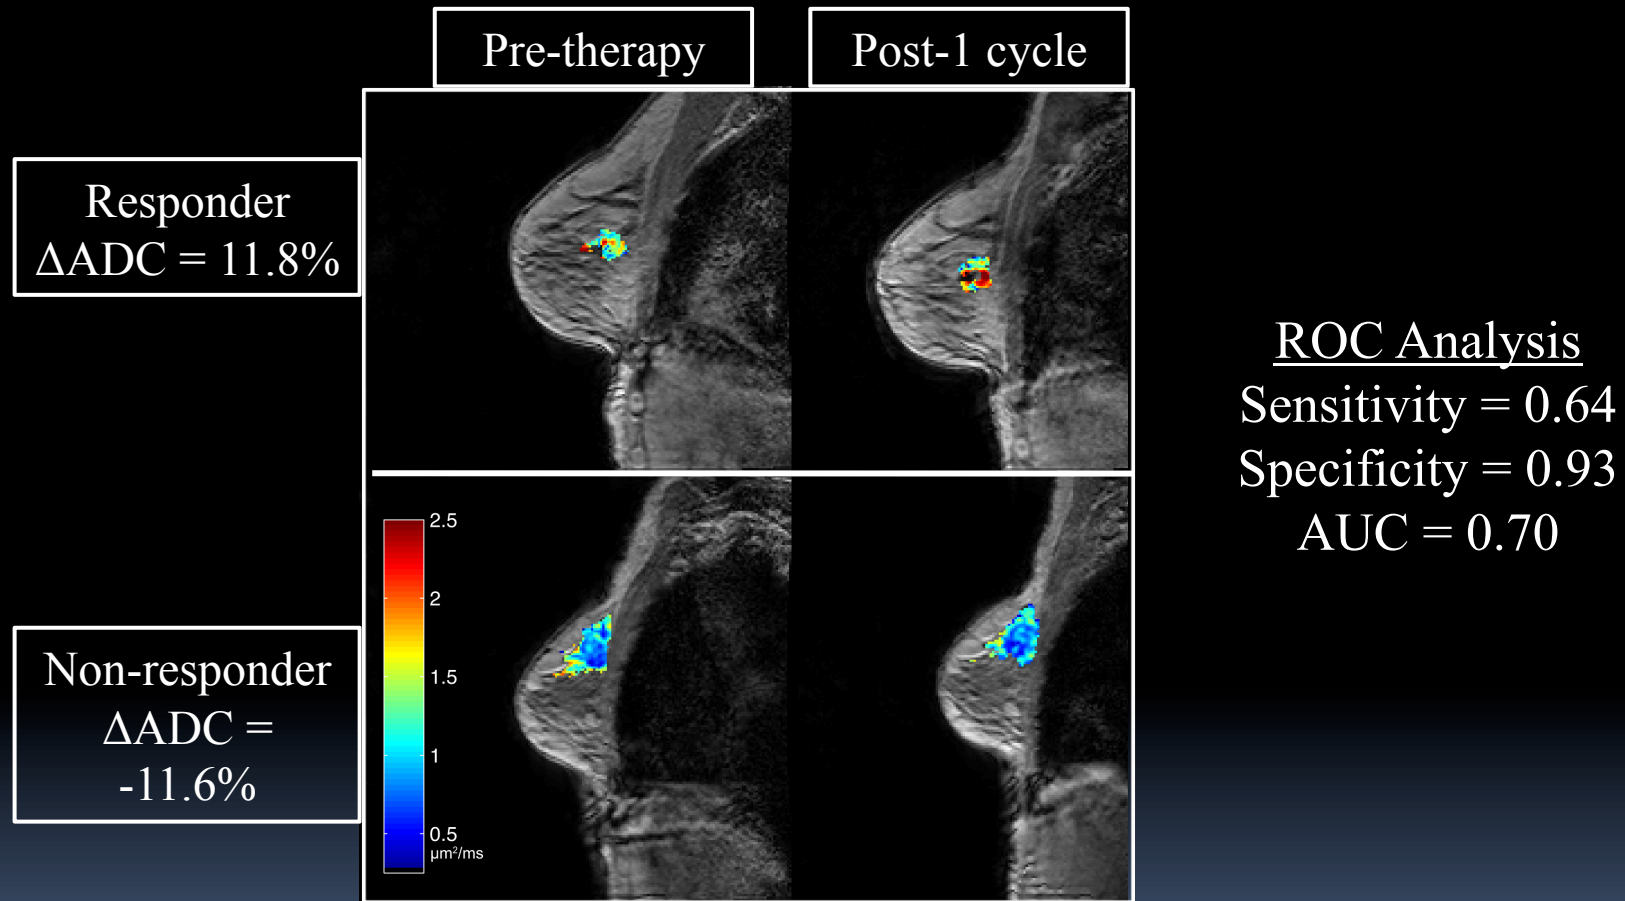 Pre-therapy
Post-1 cycle
Responder
ΔADC = 11.8%
ROC Analysis
Sensitivity = 0.64
Specificity = 0.93
AUC = 0.70
Non-responder
ΔADC =
-11.6%
2.5
2
1.5
1
0.5
μm²/ms